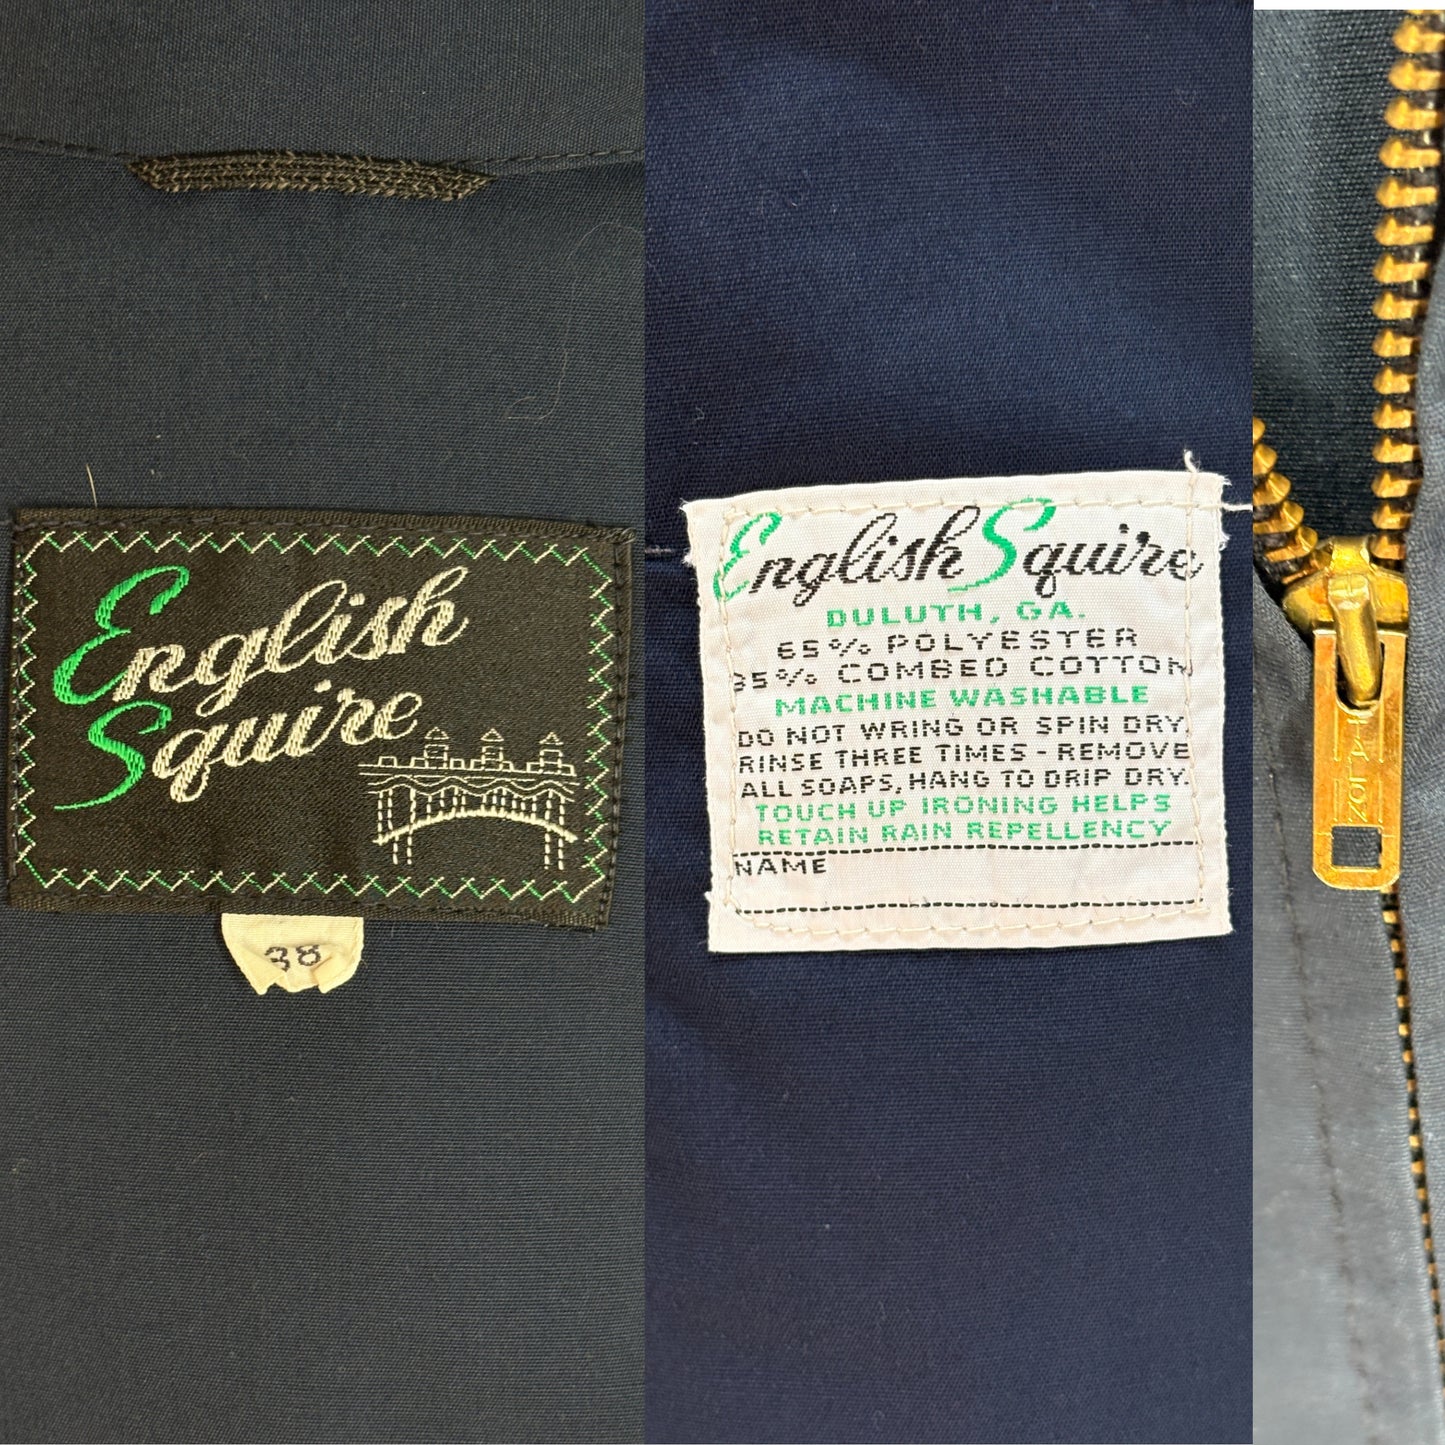 English
Squire
38
English Squire
DULUTH, GA.
65% POLYESTER
35% COMBED COTTON
MACHINE WASHABLE
DO NOT WRING OR SPIN DRY.
RINSE THREE TIMES - REMOVE
ALL SOAPS, HANG TO DRIP DRY.
TOUCH UP IRONING HELPS
RETAIN RAIN REPELLENCY
NAME
TALON